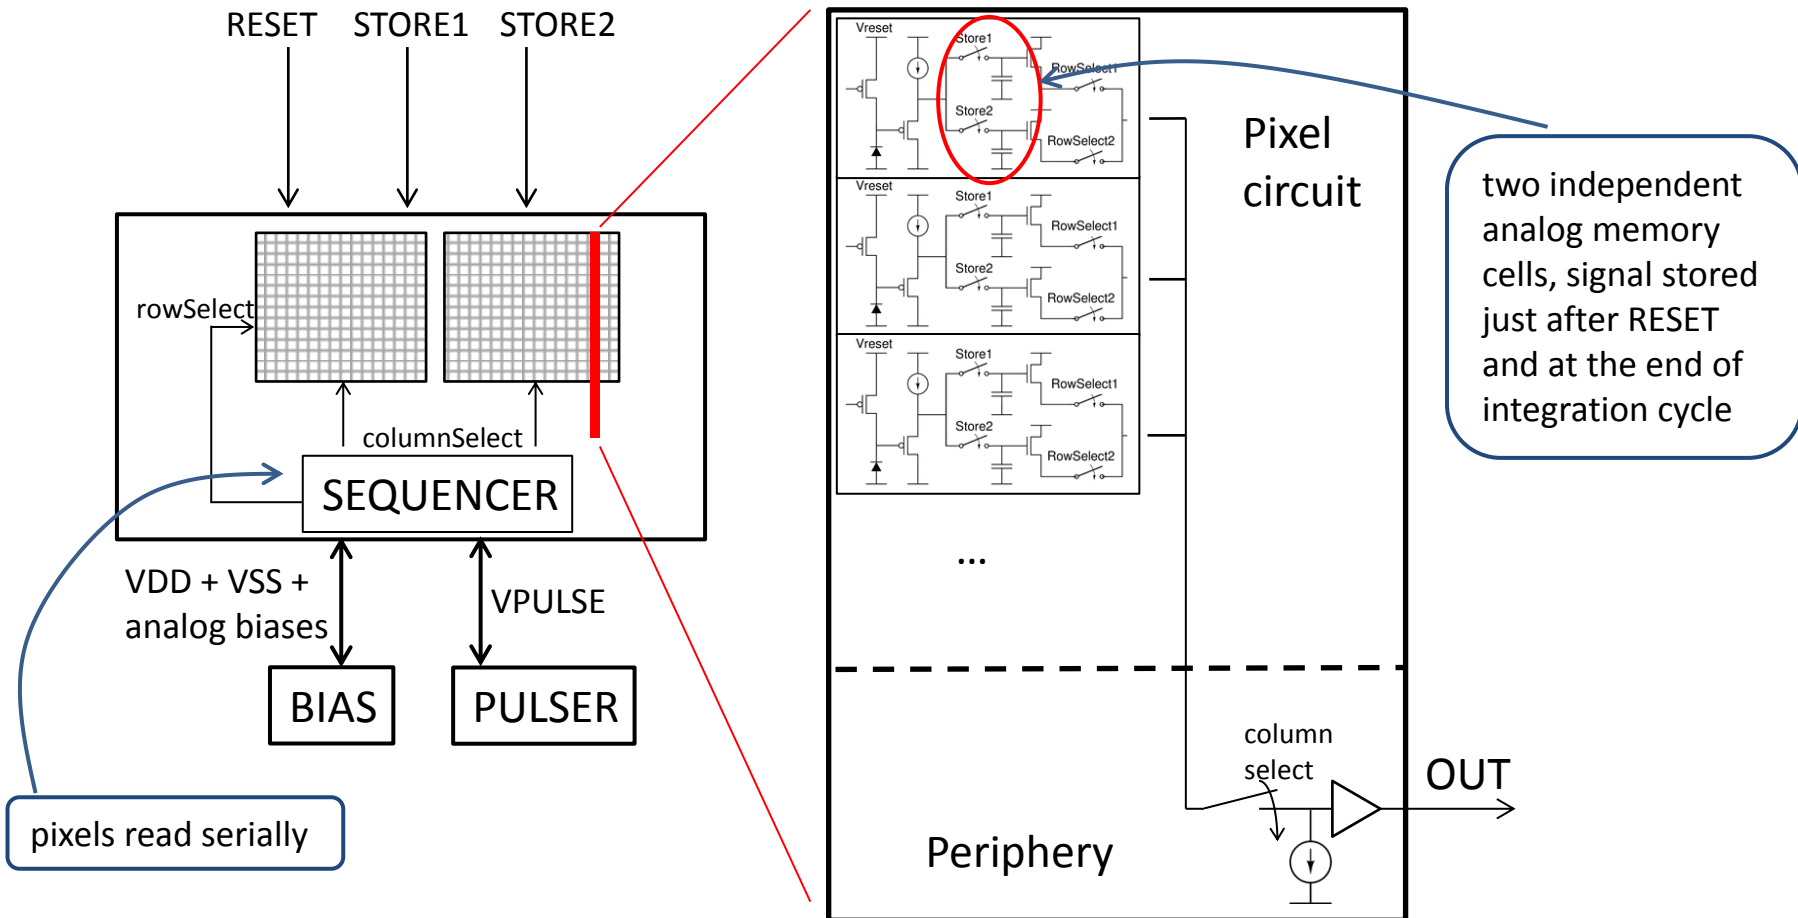 RESET STORE1 STORE2
rowSelect
columnSelect
SEQUENCER
VDD + VSS +
analog biases
VPULSE
BIAS
PULSER
pixels read serially
Vreset
Store1
RowSelect1
Store2
RowSelect2
Vreset
Store1
RowSelect1
Store2
RowSelect2
Vreset
Store1
RowSelect1
Store2
RowSelect2
...
Pixel
circuit
column
select
OUT
Periphery
two independent
analog memory
cells, signal stored
just after RESET
and at the end of
integration cycle